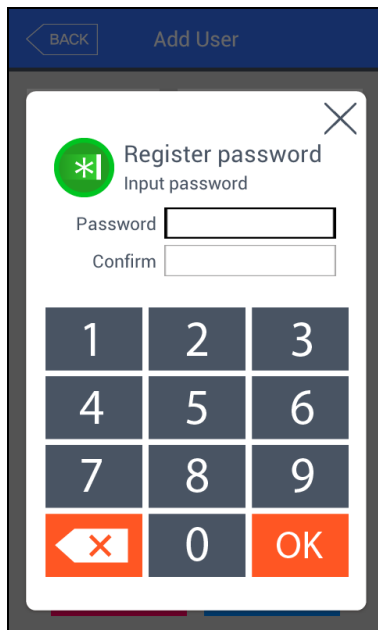 BACK Add User
Register password
Input password
Password
Confirm
1 2 3
4 5 6
7 8 9
0 OK